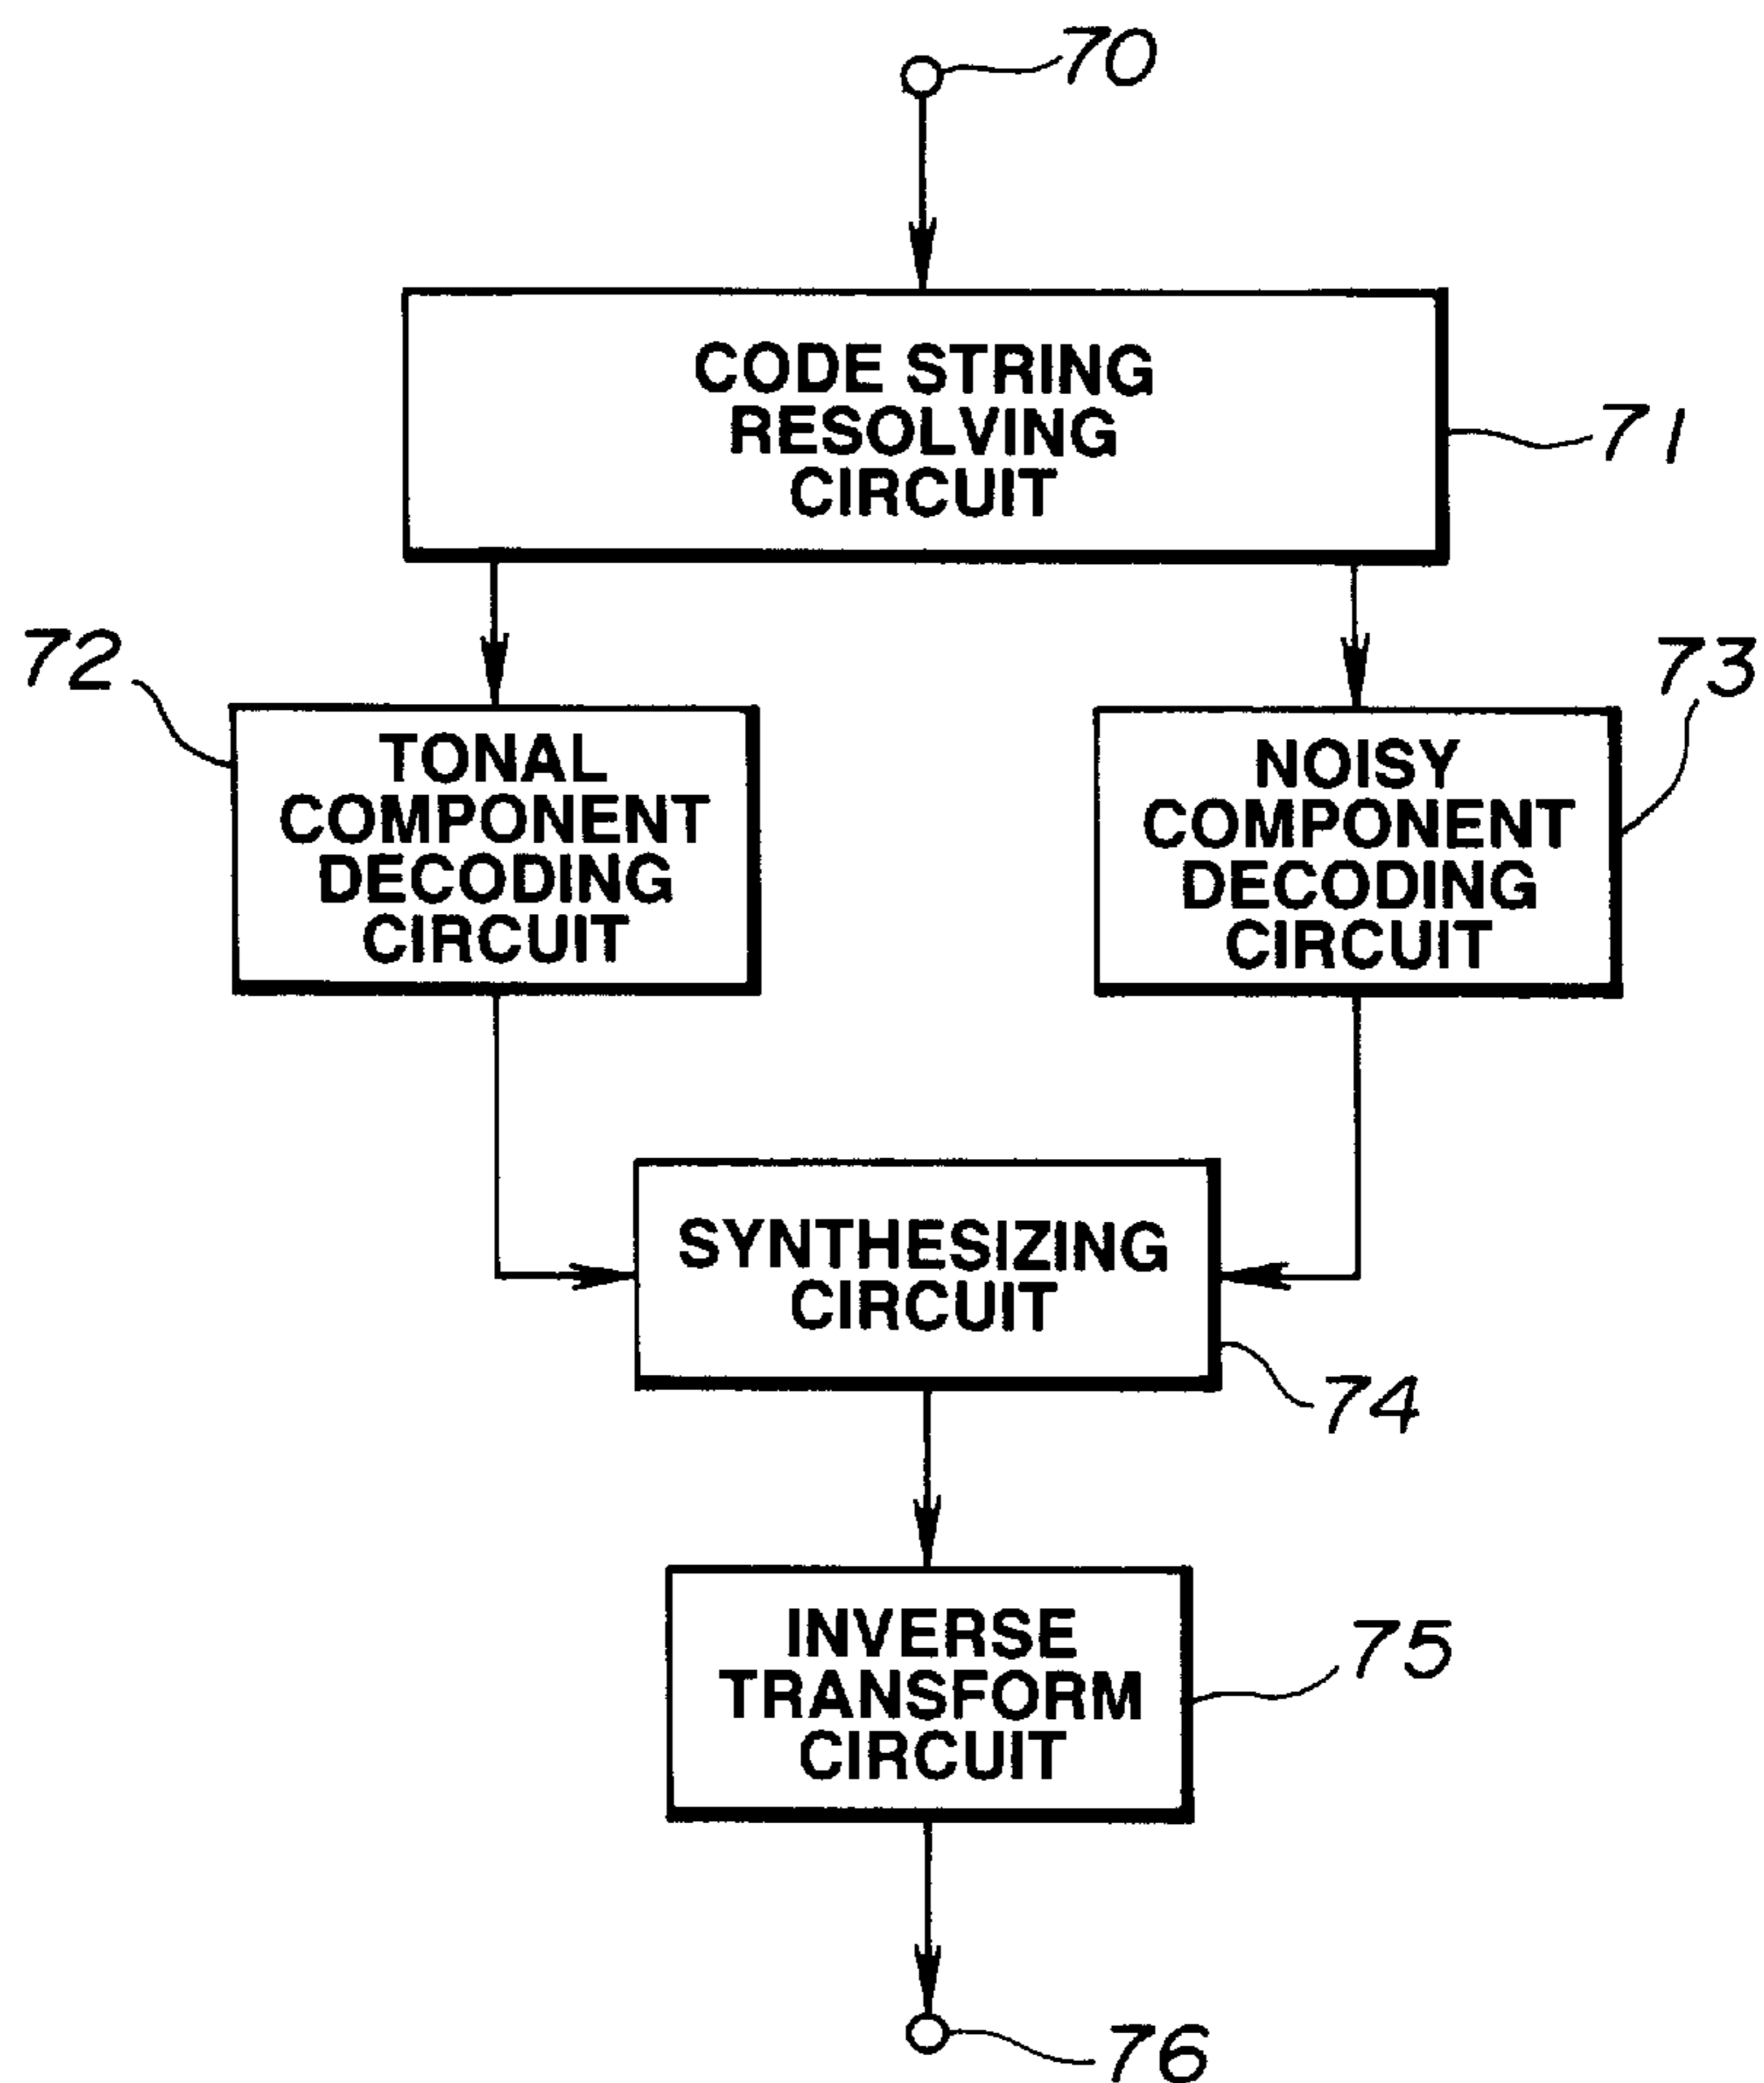 70
CODE STRING
RESOLVING
CIRCUIT
71
72
73
TONAL
COMPONENT
DECODING
CIRCUIT
NOISY
COMPONENT
DECODING
CIRCUIT
SYNTHESIZING
CIRCUIT
74
INVERSE
TRANSFORM
CIRCUIT
75
76